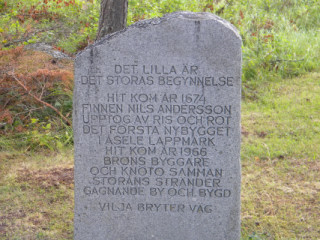 DET LILLA ÄR
DET STORAS BEGYNNELSE
HIT KOM ÅR 1674
FINNEN NILS ANDERSSON
UPPTOG AV RIS OCH ROT
DET FÖRSTA NYBYGGET
I ÅSELE LAPPMARK
HIT KOM ÅR 1966
BRONS BYGGARE
OCH KNÖTO SAMMAN
STORÅNS STRÄNDER
GAGNANDE BY OCH BYGD
VILJA BRYTER VÄG